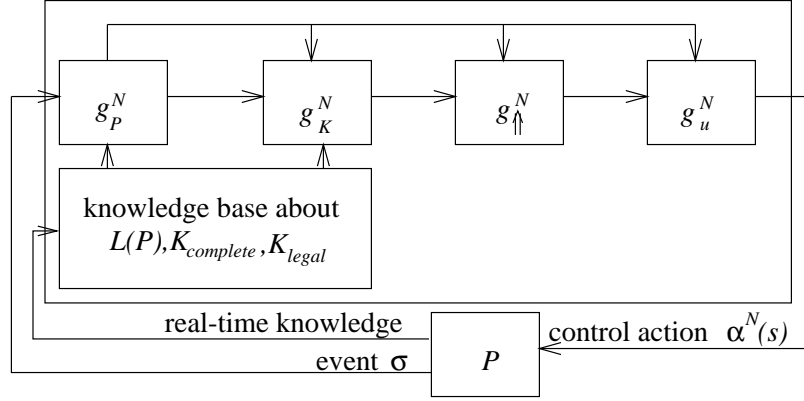 g_P^N g_K^N g_⇑^N g_u^N
knowledge base about
L(P), K_complete, K_legal
real-time knowledge
control action α^N(s)
event σ
P